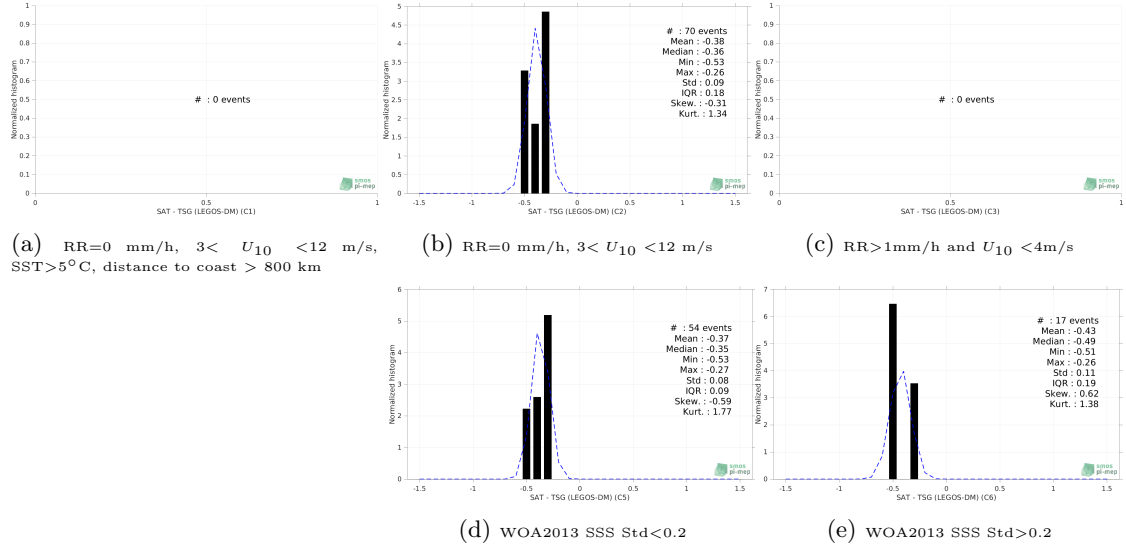 1
0.9
0.8
0.7
0.6
0.5
0.4
0.3
0.2
0.1
0
Normalized histogram
# : 0 events
0 0.5 1
SAT - TSG (LEGOS-DM) (C1)
smos
pi-mep
(a) RR=0 mm/h, 3< U10 <12 m/s,
SST>5°C, distance to coast > 800 km
5
4.5
4
3.5
3
2.5
2
1.5
1
0.5
0
Normalized histogram
# : 70 events
Mean : -0.38
Median : -0.36
Min : -0.53
Max : -0.26
Std : 0.09
IQR : 0.18
Skew. : -0.31
Kurt. : 1.34
-1.5 -1 -0.5 0 0.5 1 1.5
SAT - TSG (LEGOS-DM) (C2)
smos
pi-mep
(b) RR=0 mm/h, 3< U10 <12 m/s
1
0.9
0.8
0.7
0.6
0.5
0.4
0.3
0.2
0.1
0
Normalized histogram
# : 0 events
0 0.5 1
SAT - TSG (LEGOS-DM) (C3)
smos
pi-mep
(c) RR>1mm/h and U10 <4m/s
6
5
4
3
2
1
0
Normalized histogram
# : 54 events
Mean : -0.37
Median : -0.35
Min : -0.53
Max : -0.27
Std : 0.08
IQR : 0.09
Skew. : -0.59
Kurt. : 1.77
-1.5 -1 -0.5 0 0.5 1 1.5
SAT - TSG (LEGOS-DM) (C5)
smos
pi-mep
(d) WOA2013 SSS Std<0.2
7
6
5
4
3
2
1
0
Normalized histogram
# : 17 events
Mean : -0.43
Median : -0.49
Min : -0.51
Max : -0.26
Std : 0.11
IQR : 0.19
Skew. : 0.62
Kurt. : 1.38
-1.5 -1 -0.5 0 0.5 1 1.5
SAT - TSG (LEGOS-DM) (C6)
smos
pi-mep
(e) WOA2013 SSS Std>0.2